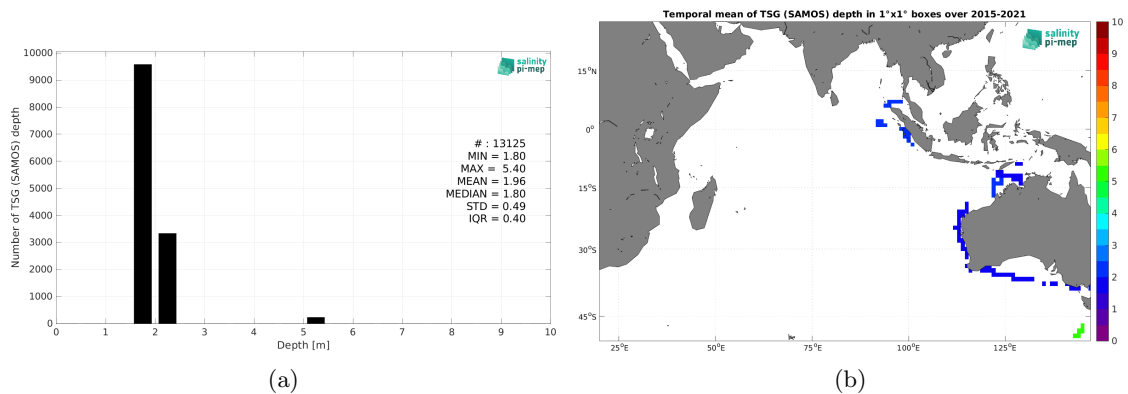 10000
9000
8000
7000
6000
5000
4000
3000
2000
1000
0
Number of TSG (SAMOS) depth
0 1 2 3 4 5 6 7 8 9 10
Depth [m]
salinity
pi-mep
# : 13125
MIN = 1.80
MAX = 5.40
MEAN = 1.96
MEDIAN = 1.80
STD = 0.49
IQR = 0.40
(a)
Temporal mean of TSG (SAMOS) depth in 1°x1° boxes over 2015-2021
salinity
pi-mep
15°N
0°
15°S
30°S
45°S
25°E 50°E 75°E 100°E 125°E
10
9
8
7
6
5
4
3
2
1
0
(b)